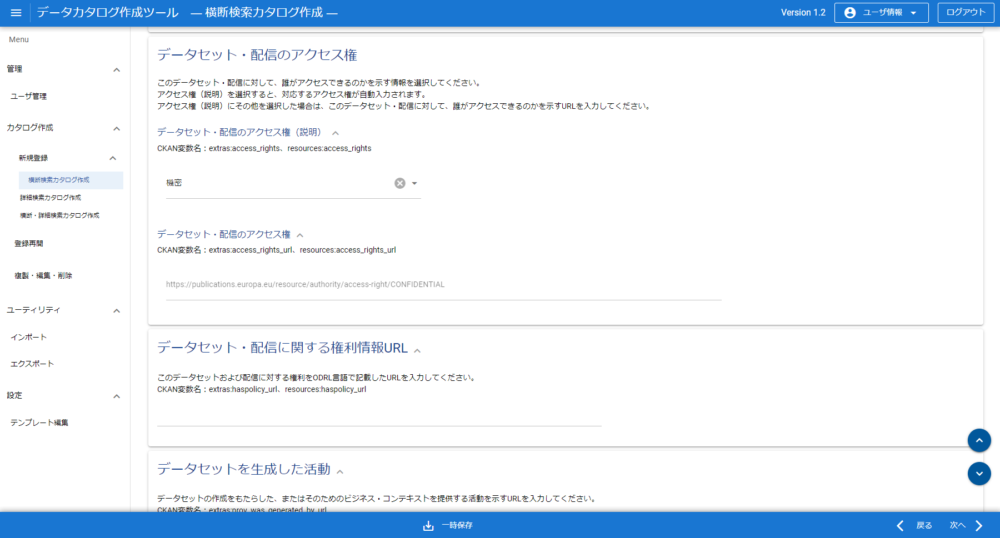 データカタログ作成ツール ― 横断検索カタログ作成 ―
Version 1.2
ユーザ情報
ログアウト
Menu
管理
ユーザ管理
カタログ作成
新規登録
横断検索カタログ作成
詳細検索カタログ作成
横断・詳細検索カタログ作成
登録再開
複製・編集・削除
ユーティリティ
インポート
エクスポート
設定
テンプレート編集
データセット・配信のアクセス権
このデータセット・配信に対して、誰がアクセスできるのかを示す情報を選択してください。
アクセス権（説明）を選択すると、対応するアクセス権が自動入力されます。
アクセス権（説明）にその他を選択した場合は、このデータセット・配信に対して、誰がアクセスできるのかを示すURLを入力してください。
データセット・配信のアクセス権（説明）
CKAN変数名：extras:access_rights、resources:access_rights
機密
データセット・配信のアクセス権
CKAN変数名：extras:access_rights_url、resources:access_rights_url
https://publications.europa.eu/resource/authority/access-right/CONFIDENTIAL
データセット・配信に関する権利情報URL
このデータセットおよび配信に対する権利をODRL言語で記載したURLを入力してください。
CKAN変数名：extras:haspolicy_url、resources:haspolicy_url
データセットを生成した活動
データセットの作成をもたらした、またはそのためのビジネス・コンテキストを提供する活動を示すURLを入力してください。
CKAN変数名：extras:prov_was_generated_by_url
一時保存
戻る
次へ